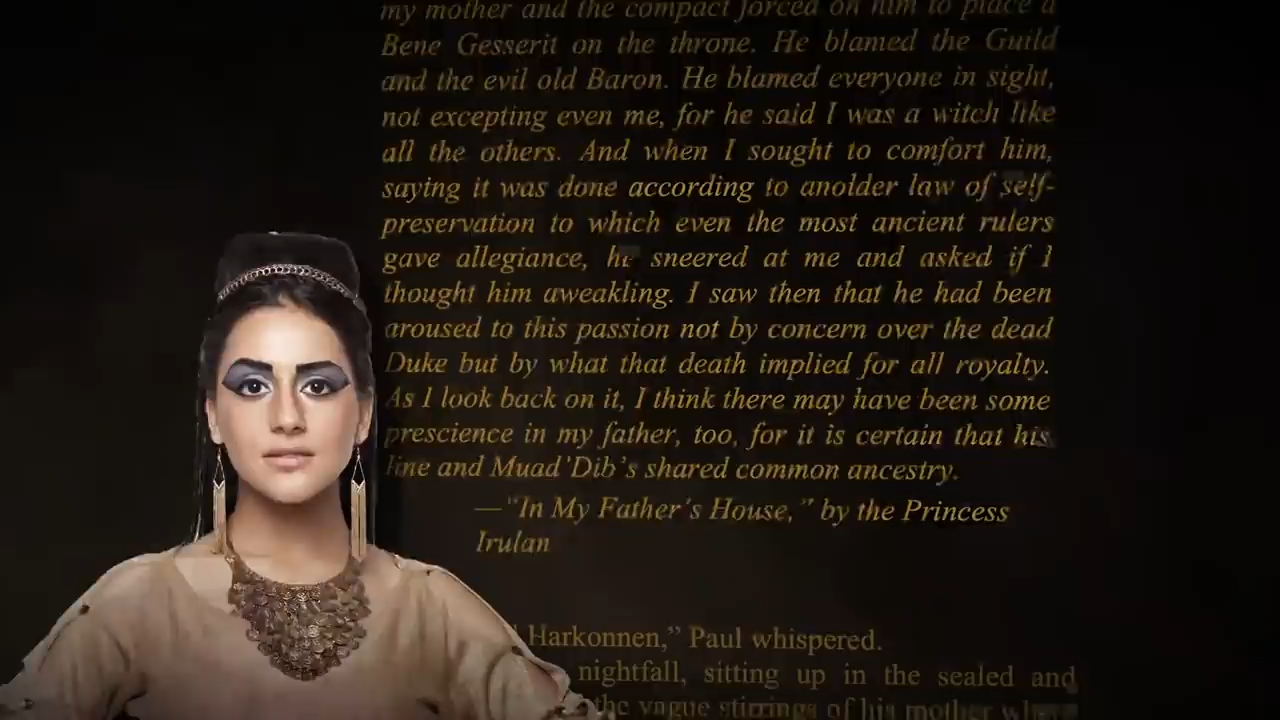 my mother and the compact forced on him to place a
Bene Gesserit on the throne. He blamed the Guild
and the evil old Baron. He blamed everyone in sight,
not excepting even me, for he said I was a witch like
all the others. And when I sought to comfort him,
saying it was done according to anolder law of self-
preservation to which even the most ancient rulers
gave allegiance, he sneered at me and asked if I
thought him aweakling. I saw then that he had been
aroused to this passion not by concern over the dead
Duke but by what that death implied for all royalty.
As I look back on it, I think there may have been some
prescience in my father, too, for it is certain that his
line and Muad'Dib's shared common ancestry.
—"In My Father's House," by the Princess
Irulan
Harkonnen,” Paul whispered.
nightfall, sitting up in the sealed and
the vague stirrings of his mother